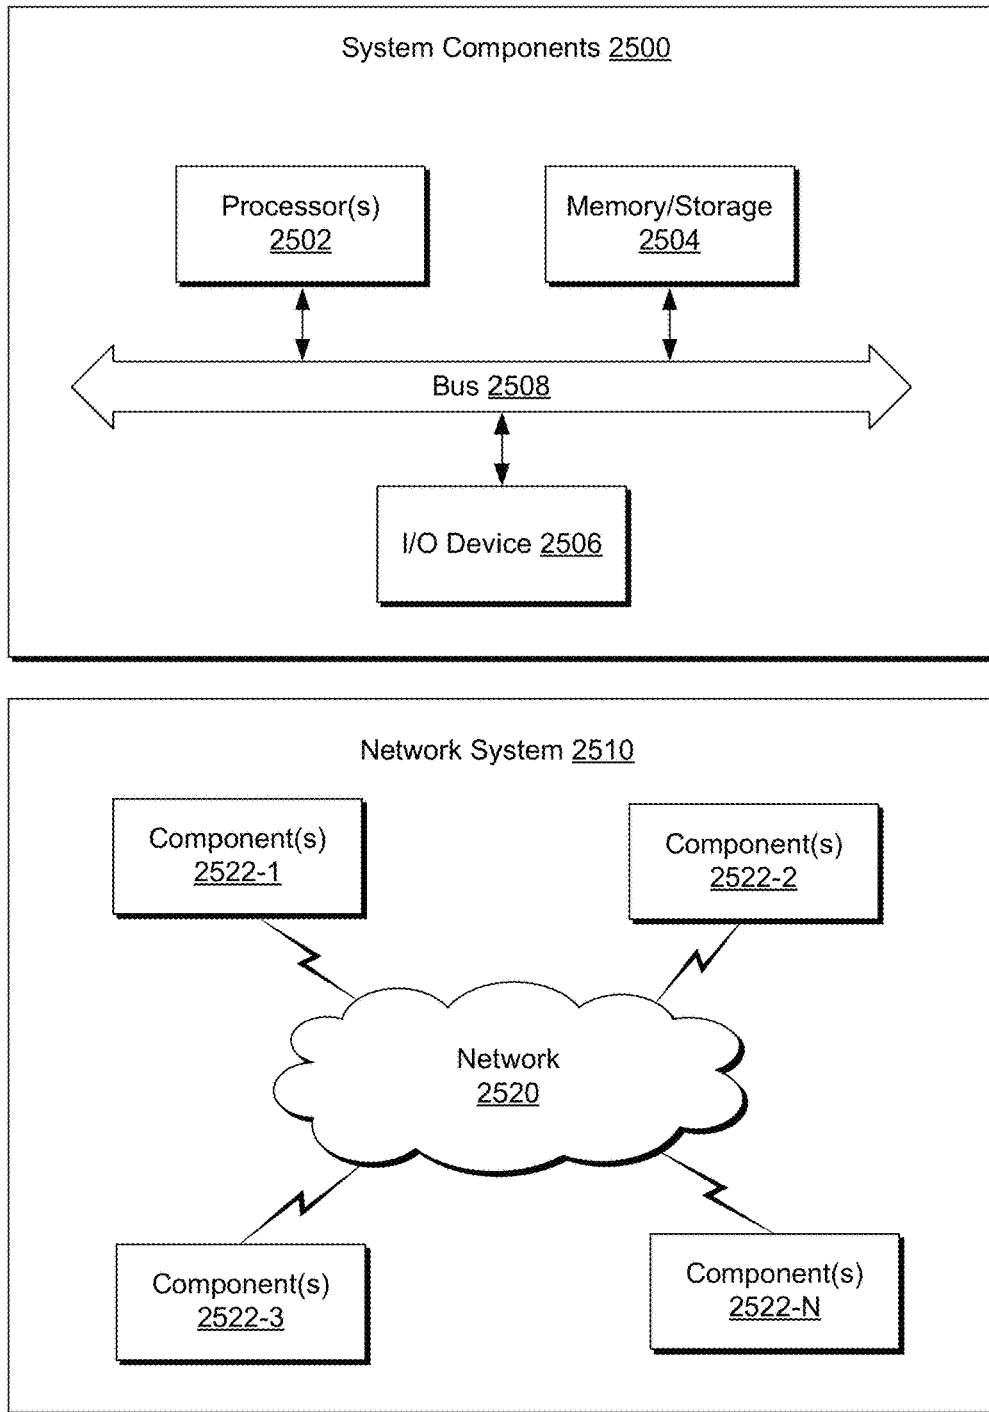 System Components 2500
Processor(s)
2502
Memory/Storage
2504
Bus 2508
I/O Device 2506
Network System 2510
Component(s)
2522-1
Component(s)
2522-2
Network
2520
Component(s)
2522-3
Component(s)
2522-N